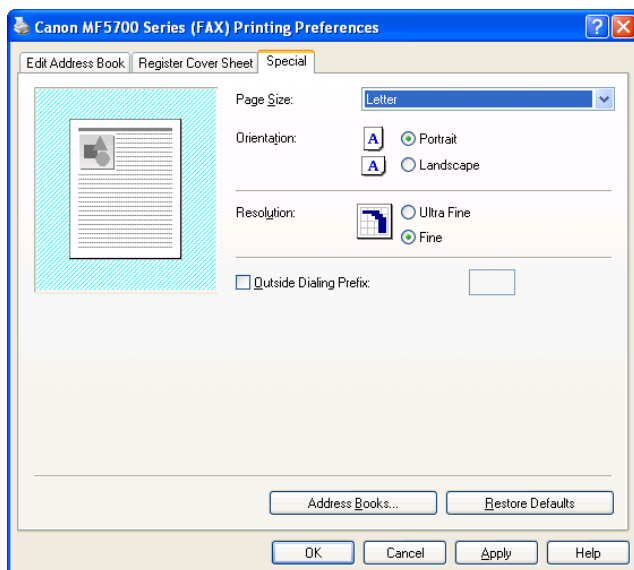 Canon MF5700 Series (FAX) Printing Preferences
Edit Address Book Register Cover Sheet Special
Page Size: Letter
Orientation: A Portrait
A Landscape
Resolution: Ultra Fine
Fine
Outside Dialing Prefix:
Address Books... Restore Defaults
OK Cancel Apply Help